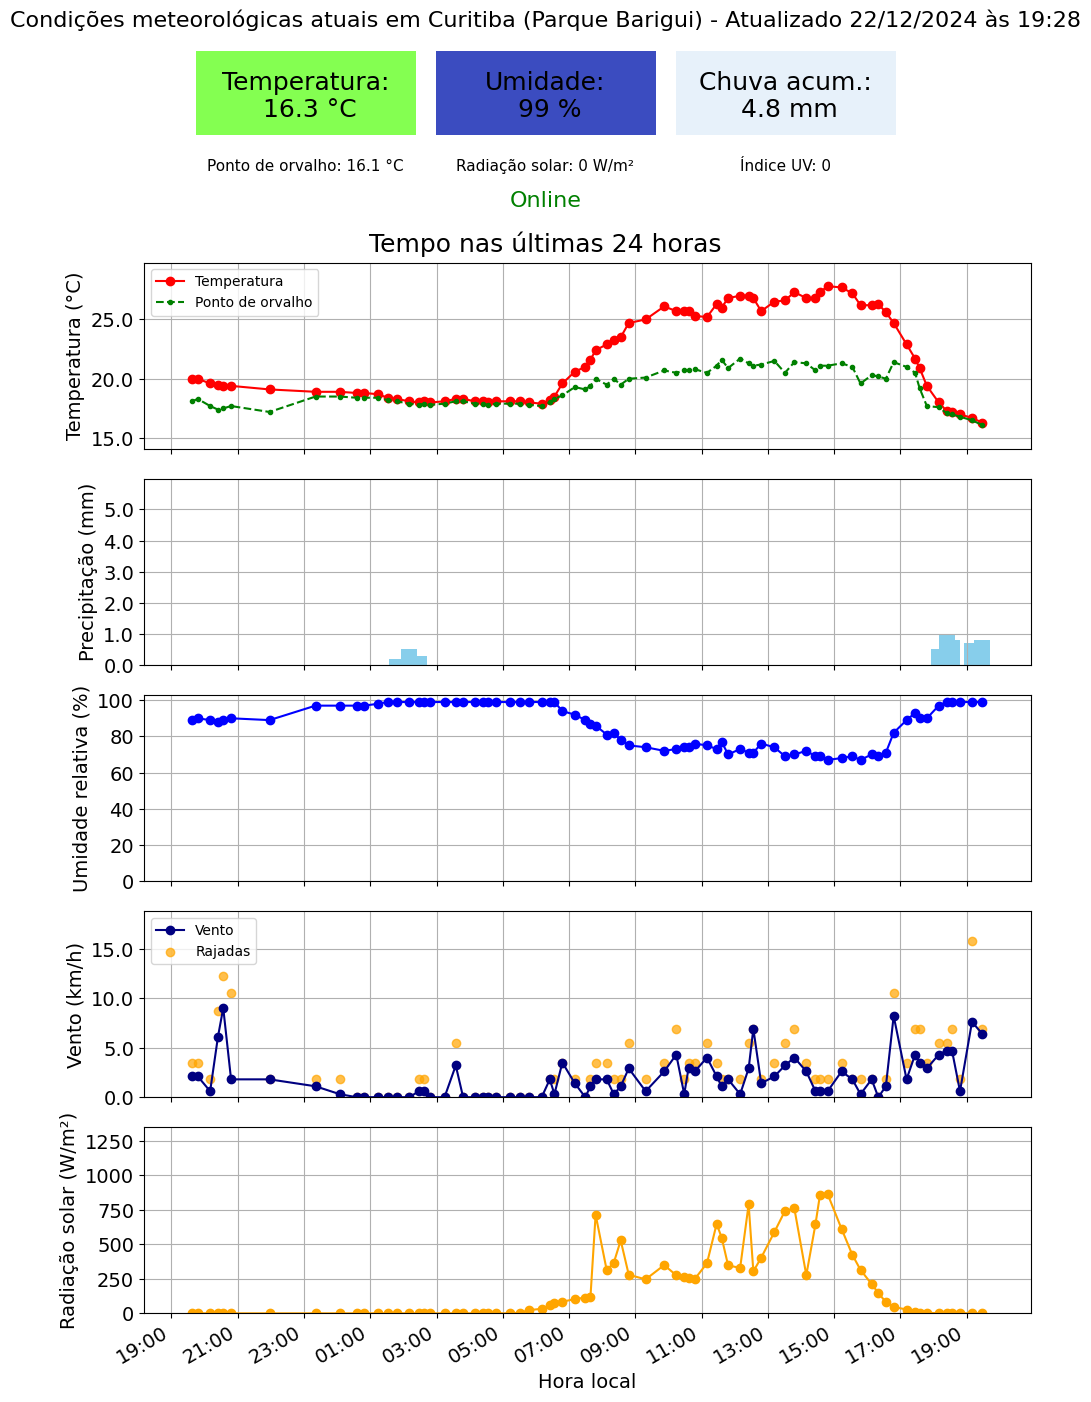 Condições meteorológicas atuais em Curitiba (Parque Barigui) - Atualizado 22/12/2024 às 19:28
Temperatura:
16.3 °C
Umidade:
99 %
Chuva acum.:
4.8 mm
Ponto de orvalho: 16.1 °C
Radiação solar: 0 W/m²
Índice UV: 0
Online
Tempo nas últimas 24 horas
Temperatura (°C)
25.0
20.0
15.0
Temperatura
Ponto de orvalho
Precipitação (mm)
5.0
4.0
3.0
2.0
1.0
0.0
Umidade relativa (%)
100
80
60
40
20
0
Vento (km/h)
15.0
10.0
5.0
0.0
Vento
Rajadas
Radiação solar (W/m²)
1250
1000
750
500
250
0
19:00
21:00
23:00
01:00
03:00
05:00
07:00
09:00
11:00
13:00
15:00
17:00
19:00
Hora local